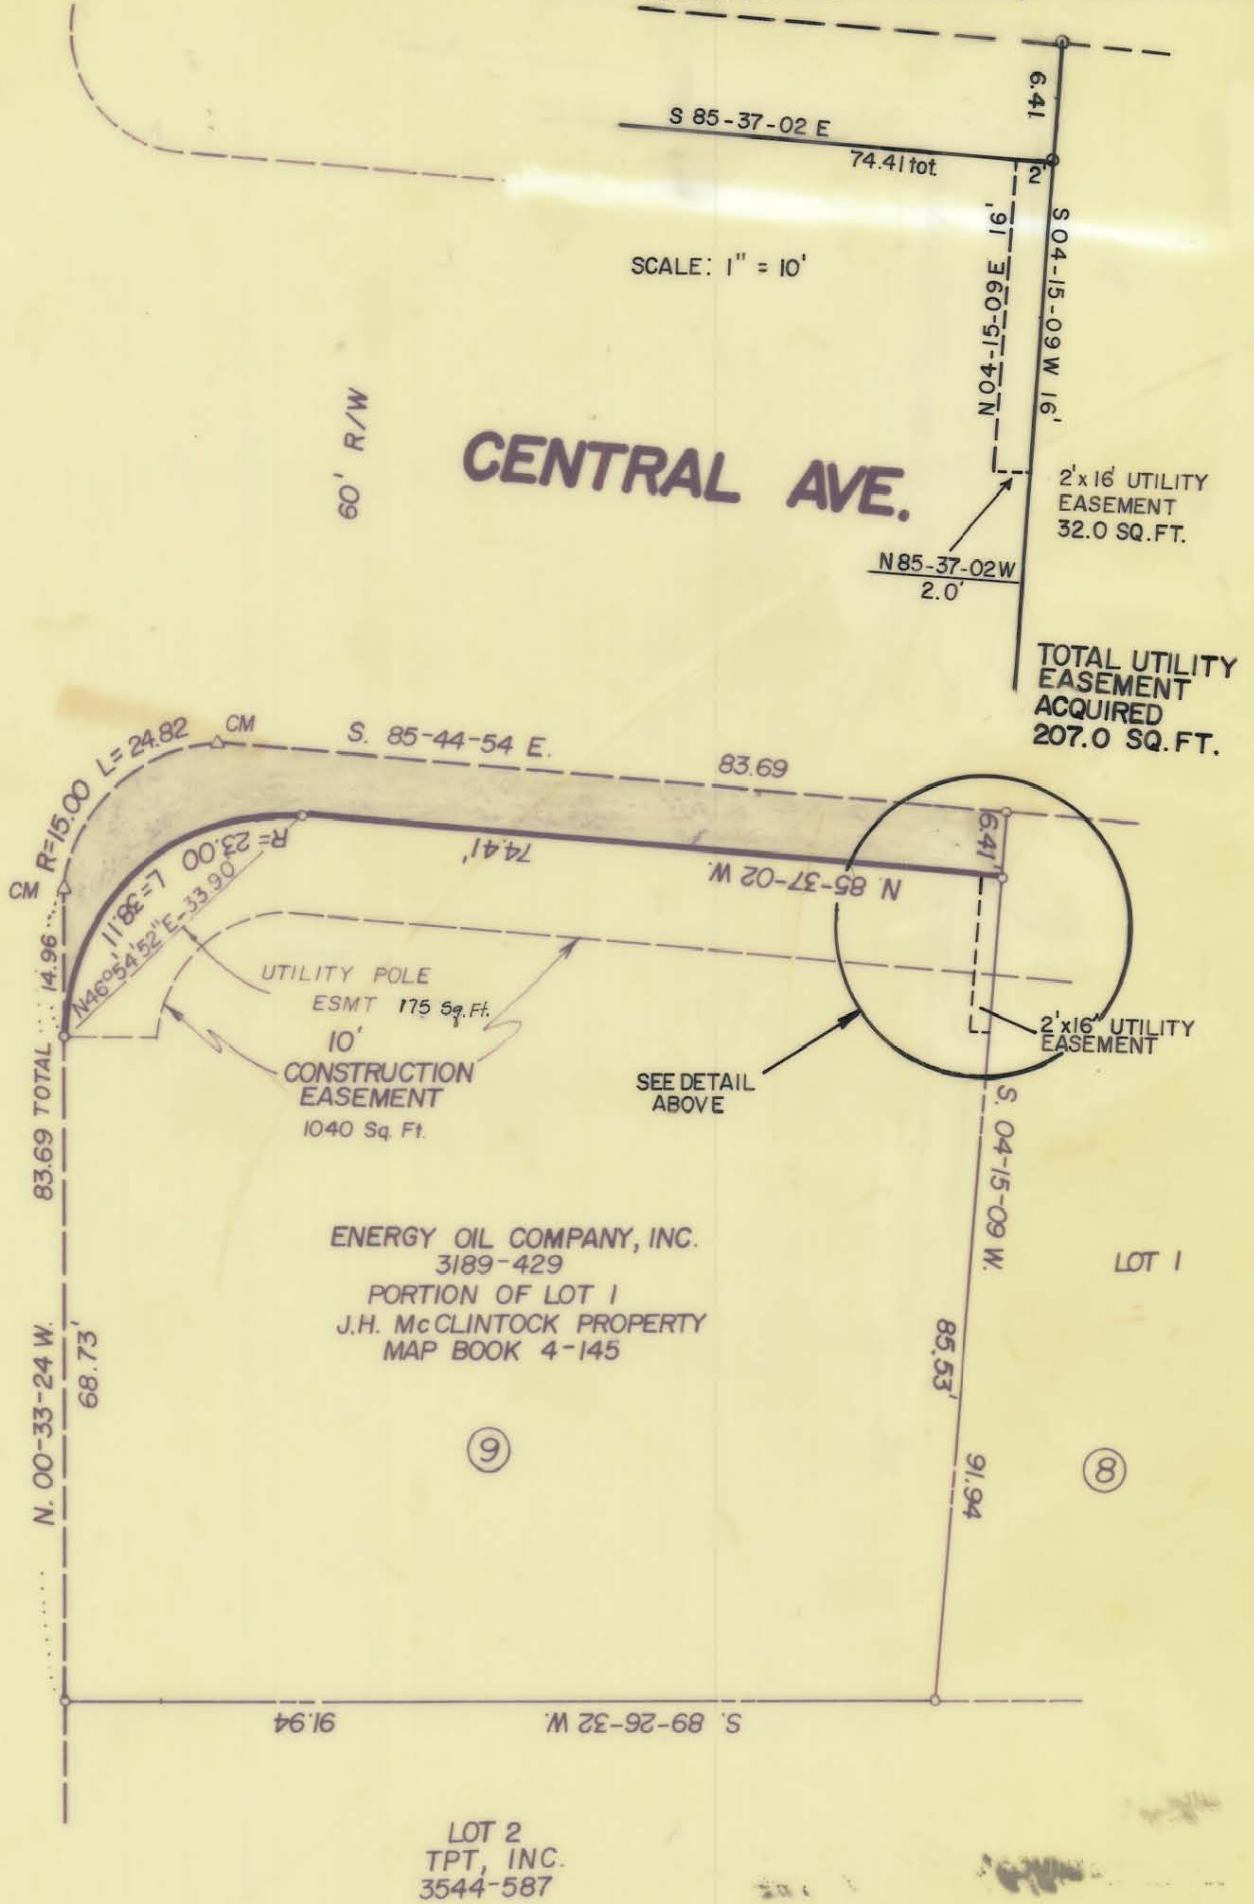 6.41
S 85-37-02 E
74.41 tot.
2'
N 04-15-09E 16'
S 04-15-09 W 16'
SCALE: 1" = 10'
60' R/W
CENTRAL AVE.
2'x16' UTILITY
EASEMENT
32.0 SQ.FT.
N 85-37-02W
2.0'
TOTAL UTILITY
EASEMENT
ACQUIRED
207.0 SQ.FT.
R=15.00 L=24.82
CM
S. 85-44-54 E.
83.69
CM
R= 23.00 L=38.11
74.41'
N. 85-37-02 W.
6.41'
N46°54'52"E-33.90'
UTILITY POLE
ESMT 175 Sq.Ft.
10'
CONSTRUCTION
EASEMENT
1040 Sq. Ft.
SEE DETAIL
ABOVE
2'x16' UTILITY
EASEMENT
83.69 TOTAL
14.96
N. 00-33-24 W.
68.73'
S. 04-15-09 W.
85.53'
91.94
ENERGY OIL COMPANY, INC.
3189-429
PORTION OF LOT 1
J.H. McCLINTOCK PROPERTY
MAP BOOK 4-145
LOT 1
9
8
91.94
S. 89-26-32 W.
LOT 2
TPT, INC.
3544-587